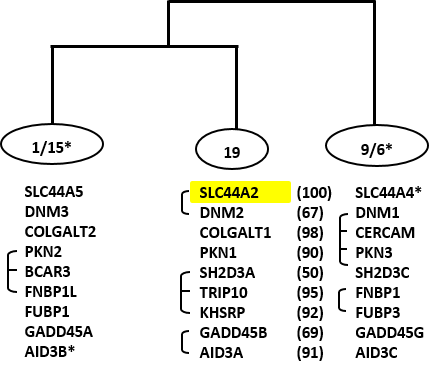 1/15* 19 9/6*
SLC44A5 SLC44A2 (100) SLC44A4*
DNM3 DNM2 (67) DNM1
COLGALT2 COLGALT1 (98) CERCAM
PKN2 PKN1 (90) PKN3
BCAR3 SH2D3A (50) SH2D3C
FNBP1L TRIP10 (95) FNBP1
FUBP1 KHSRP (92) FUBP3
GADD45A GADD45B (69) GADD45G
AID3B* AID3A (91) AID3C